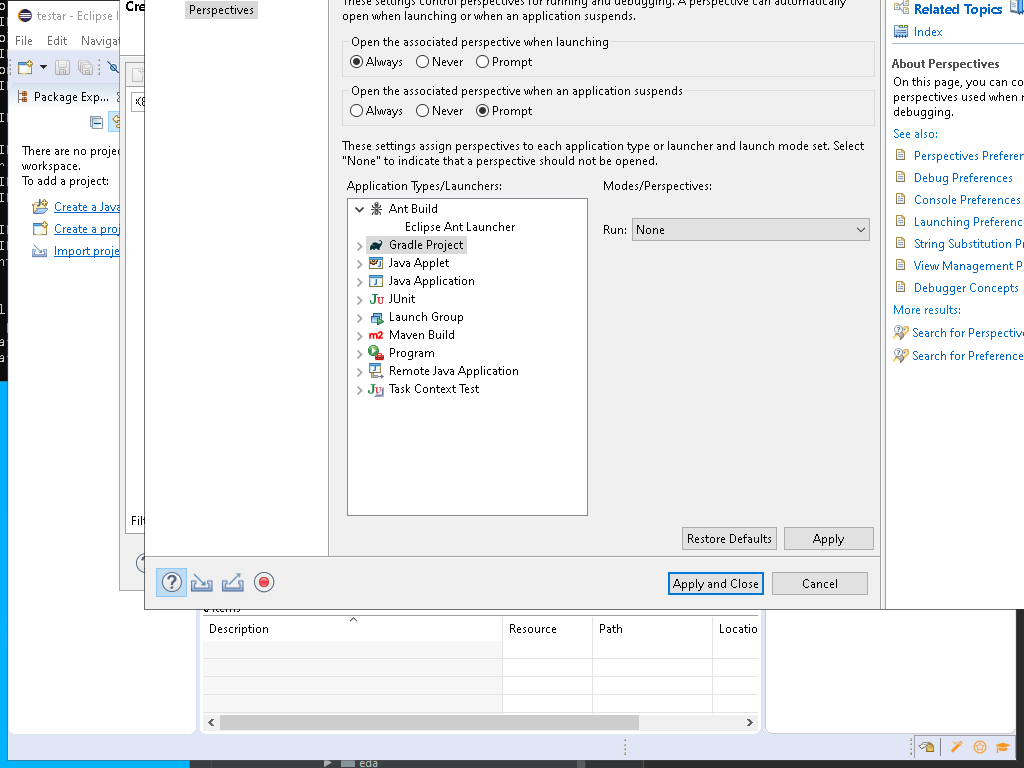 testar - Eclipse I
File Edit Navigat
Package Exp...
There are no proje
workspace.
To add a project:
Create a Java
Create a proj
Import proje
Cre
Filt
Perspectives
These settings control perspectives for running and debugging. A perspective can automatically
open when launching or when an application suspends.
Open the associated perspective when launching
Always Never Prompt
Open the associated perspective when an application suspends
Always Never Prompt
These settings assign perspectives to each application type or launcher and launch mode set. Select
"None" to indicate that a perspective should not be opened.
Application Types/Launchers:
Modes/Perspectives:
Ant Build
Eclipse Ant Launcher
Gradle Project
Java Applet
Java Application
JUnit
Launch Group
Maven Build
Program
Remote Java Application
Task Context Test
Run: None
Restore Defaults Apply
Apply and Close Cancel
Related Topics
Index
About Perspectives
On this page, you can co
perspectives used when r
debugging.
See also:
Perspectives Preferen
Debug Preferences
Console Preferences
Launching Preferenc
String Substitution Pr
View Management P
Debugger Concepts
More results:
Search for Perspective
Search for Preference
items
Description Resource Path Locatio
eda